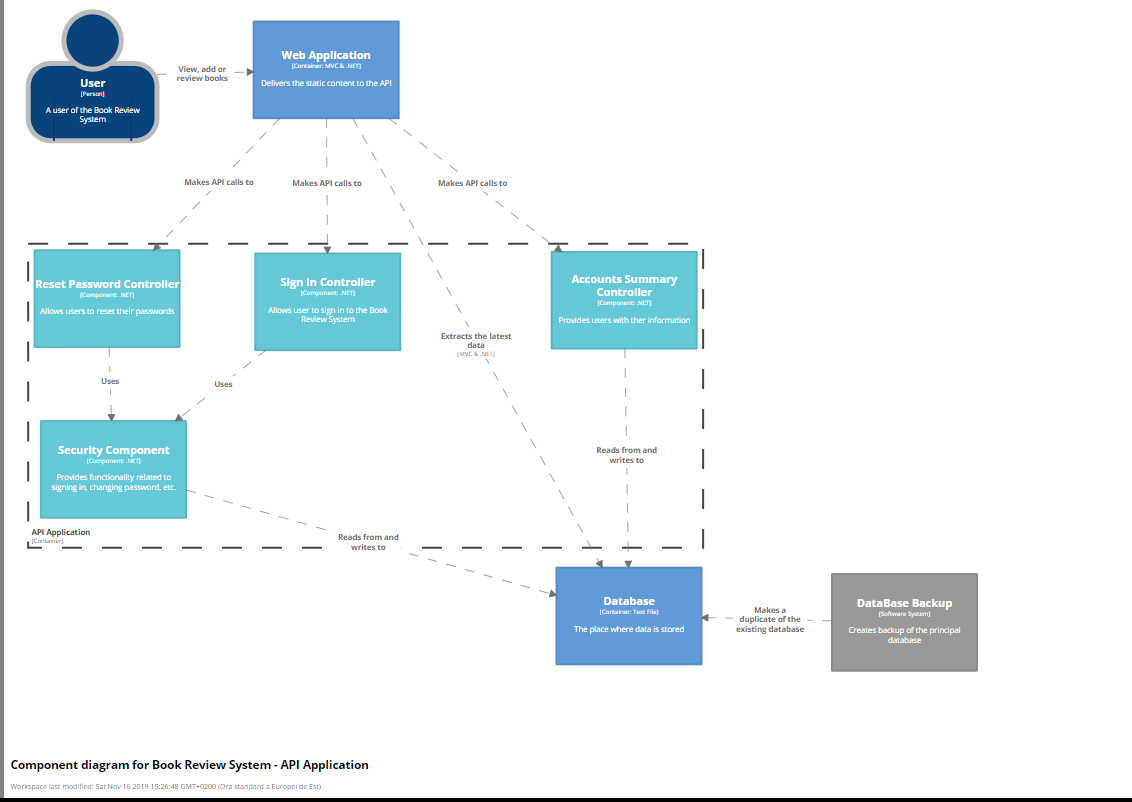 User
[Person]
A user of the Book Review
System
View, add or
review books
Web Application
[Container: MVC & .NET]
Delivers the static content to the API
Makes API calls to
Makes API calls to
Makes API calls to
Reset Password Controller
[Component: .NET]
Allows users to reset their passwords
Sign In Controller
[Component: .NET]
Allows user to sign in to the Book
Review System
Accounts Summary
Controller
[Component: .NET]
Provides users with ther information
Extracts the latest
data
[MVC & .NET]
Uses
Uses
Reads from and
writes to
Security Component
[Component: .NET]
Provides functionality related to
signing in, changing password, etc.
API Application
[Container]
Reads from and
writes to
Database
[Container: Text File]
The place where data is stored
Makes a
duplicate of the
existing database
DataBase Backup
[Software System]
Creates backup of the principal
database
Component diagram for Book Review System - API Application
Workspace last modified: Sat Nov 16 2019 15:26:48 GMT+0200 (Ora standard a Europei de Est)